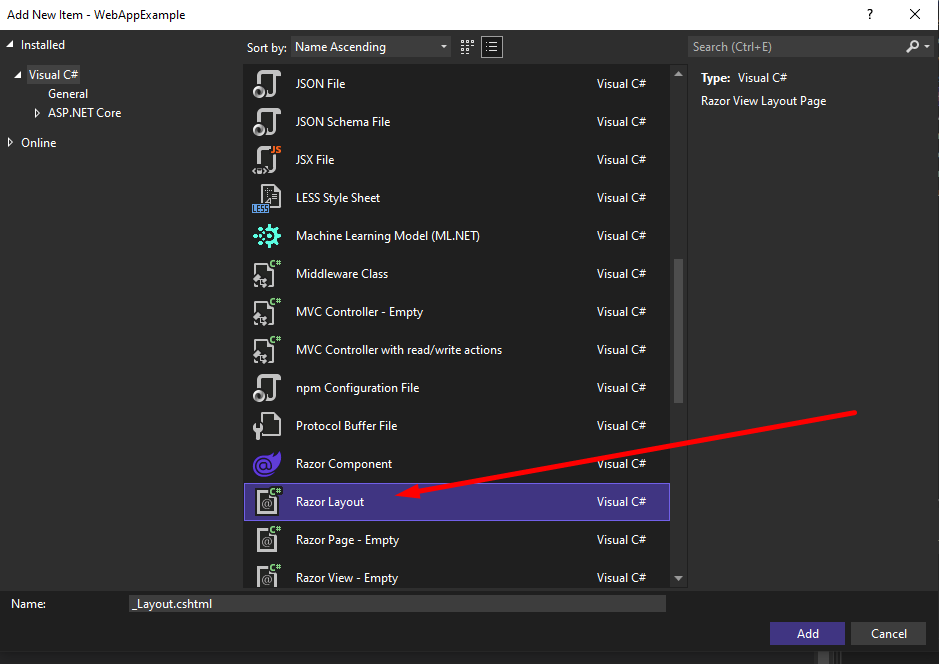 Add New Item - WebAppExample
?
Installed
Visual C#
General
ASP.NET Core
Online
Sort by: Name Ascending
Search (Ctrl+E)
JSON File Visual C#
JSON Schema File Visual C#
JS
JSX File Visual C#
LESS Style Sheet Visual C#
LESS
Machine Learning Model (ML.NET) Visual C#
C#
Middleware Class Visual C#
C#
MVC Controller - Empty Visual C#
C#
MVC Controller with read/write actions Visual C#
npm Configuration File Visual C#
Protocol Buffer File Visual C#
@
Razor Component Visual C#
C#
@
Razor Layout Visual C#
C#
@
Razor Page - Empty Visual C#
C#
@
Razor View - Empty Visual C#
Type: Visual C#
Razor View Layout Page
Name: _Layout.cshtml
Add Cancel